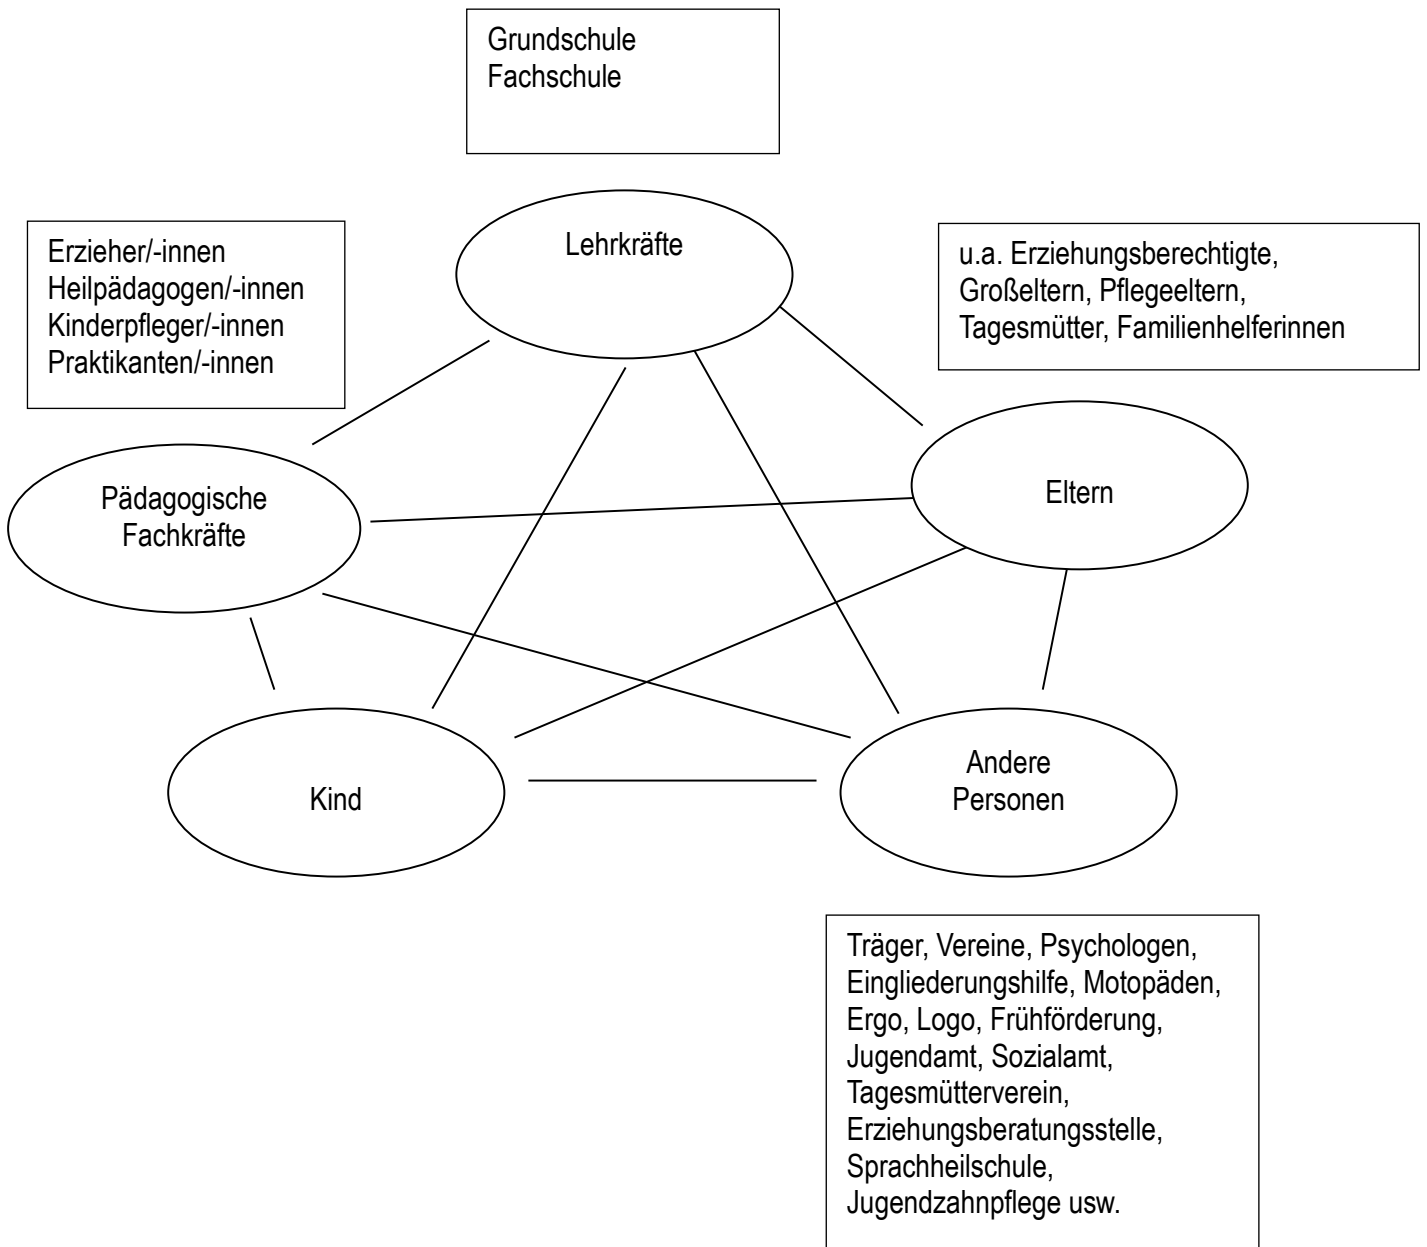 Grundschule
Fachschule
Lehrkräfte
Erzieher/-innen
Heilpädagogen/-innen
Kinderpfleger/-innen
Praktikanten/-innen
u.a. Erziehungsberechtigte,
Großeltern, Pflegeeltern,
Tagesmütter, Familienhelferinnen
Pädagogische
Fachkräfte
Eltern
Kind
Andere
Personen
Träger, Vereine, Psychologen,
Eingliederungshilfe, Motopäden,
Ergo, Logo, Frühförderung,
Jugendamt, Sozialamt,
Tagesmütterverein,
Erziehungsberatungsstelle,
Sprachheilschule,
Jugendzahnpflege usw.